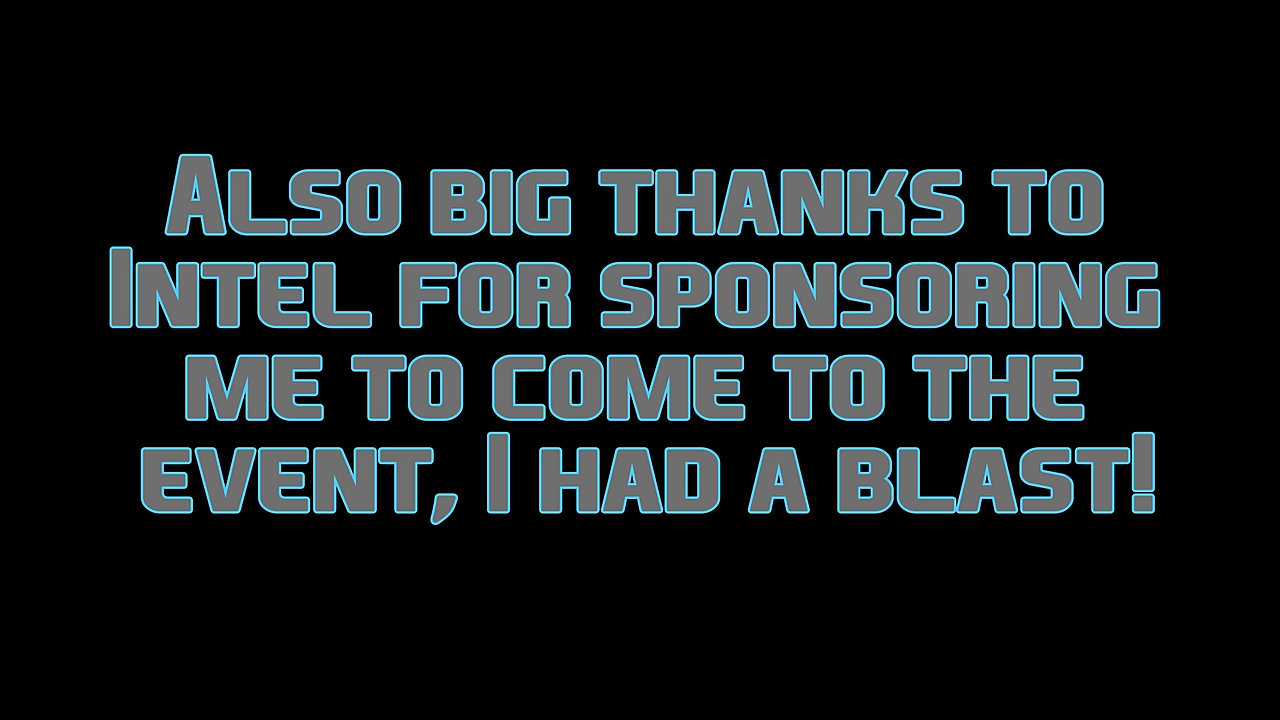 Also big thanks to
Intel for sponsoring
me to come to the
event, I had a blast!